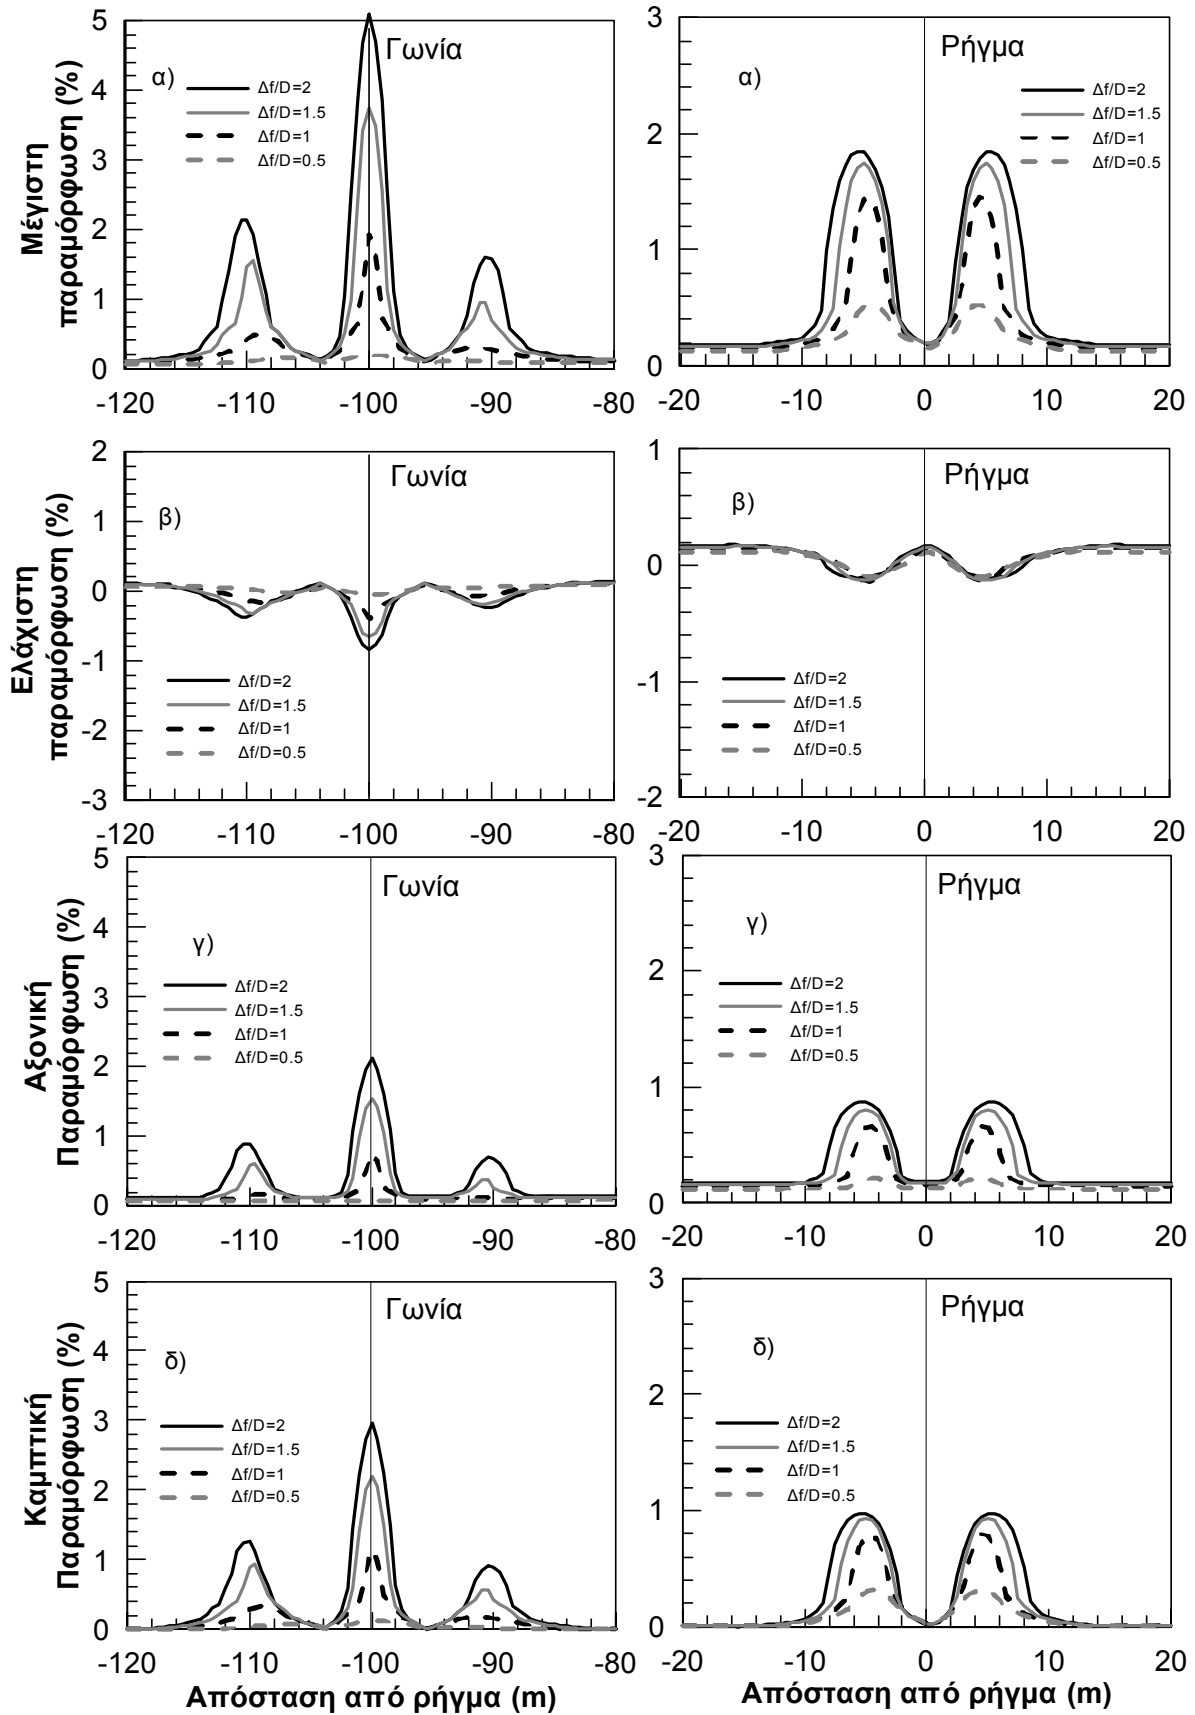 Μέγιστη
παραμόρφωση (%)
5
4
3
2
1
0
α)
Γωνία
Δf/D=2
Δf/D=1.5
Δf/D=1
Δf/D=0.5
-120
-110
-100
-90
-80
3
2
1
0
α)
Ρήγμα
Δf/D=2
Δf/D=1.5
Δf/D=1
Δf/D=0.5
-20
-10
0
10
20
Ελάχιστη
παραμόρφωση (%)
2
1
0
-1
-2
-3
β)
Γωνία
Δf/D=2
Δf/D=1.5
Δf/D=1
Δf/D=0.5
-120
-110
-100
-90
-80
1
0
-1
-2
β)
Ρήγμα
Δf/D=2
Δf/D=1.5
Δf/D=1
Δf/D=0.5
-20
-10
0
10
20
Αξονική
Παραμόρφωση (%)
5
4
3
2
1
0
γ)
Γωνία
Δf/D=2
Δf/D=1.5
Δf/D=1
Δf/D=0.5
-120
-110
-100
-90
-80
3
2
1
0
γ)
Ρήγμα
Δf/D=2
Δf/D=1.5
Δf/D=1
Δf/D=0.5
-20
-10
0
10
20
Καμπτική
Παραμόρφωση (%)
5
4
3
2
1
0
δ)
Γωνία
Δf/D=2
Δf/D=1.5
Δf/D=1
Δf/D=0.5
-120
-110
-100
-90
-80
Απόσταση από ρήγμα (m)
3
2
1
0
δ)
Ρήγμα
Δf/D=2
Δf/D=1.5
Δf/D=1
Δf/D=0.5
-20
-10
0
10
20
Απόσταση από ρήγμα (m)